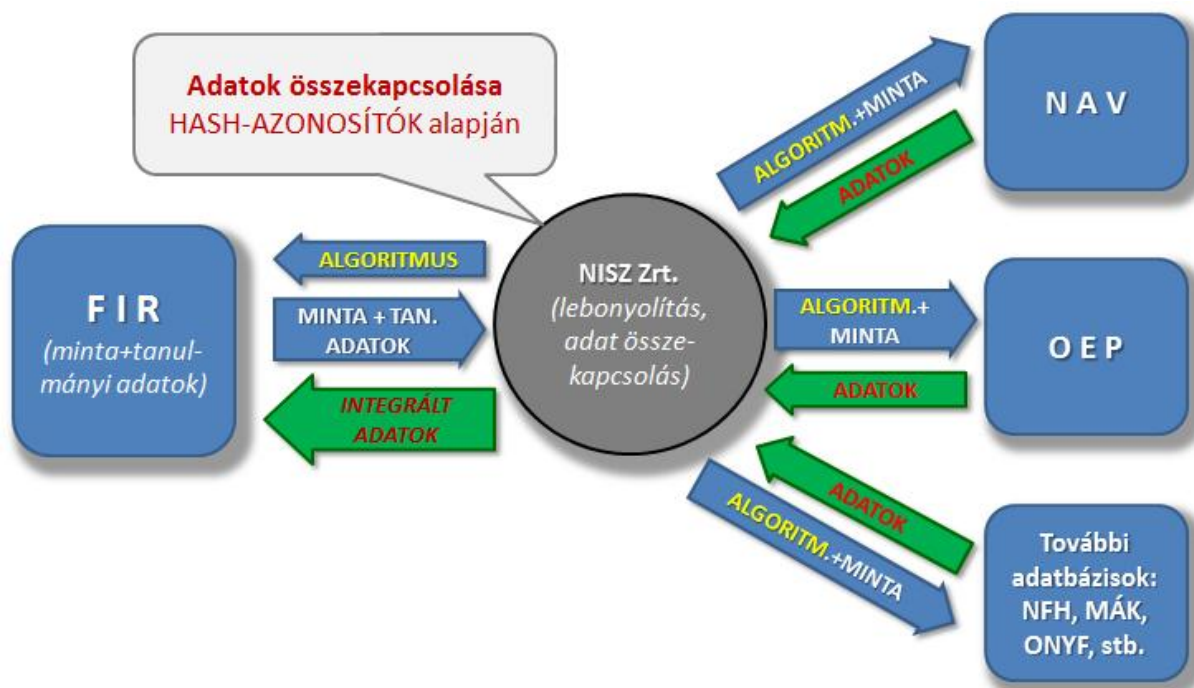 Adatok összekapcsolása
HASH-AZONOSÍTÓK alapján
F I R
(minta+tanul-
mányi adatok)
ALGORITMUS
MINTA + TAN.
ADATOK
INTEGRÁLT
ADATOK
NISZ Zrt.
(lebonyolítás,
adat össze-
kapcsolás)
ALGORITM.+MINTA
ADATOK
N A V
ALGORITM.+
MINTA
ADATOK
O E P
ADATOK
ALGORITM.+MINTA
További
adatbázisok:
NFH, MÁK,
ONYF, stb.